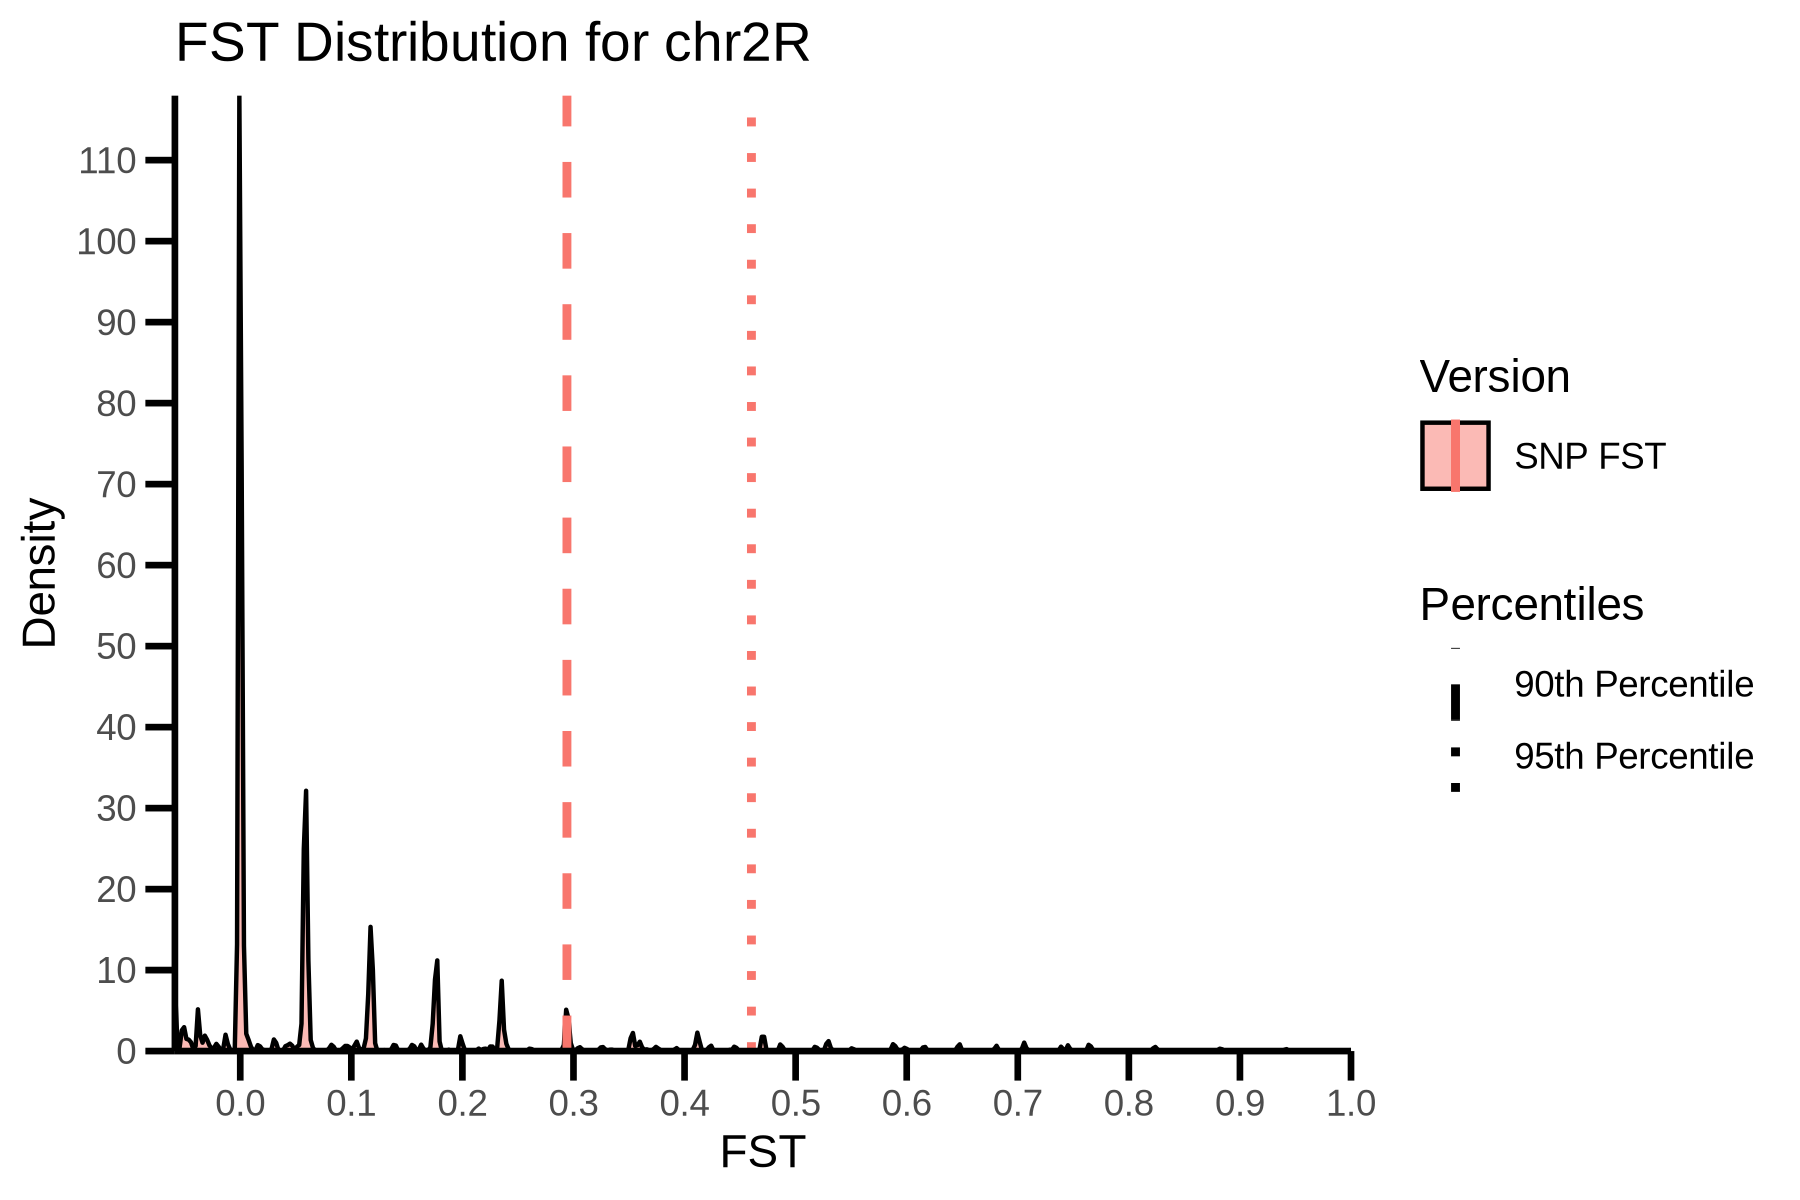 FST Distribution for chr2R
110
100
90
80
70
60
50
40
30
20
10
0
Density
0.0 0.1 0.2 0.3 0.4 0.5 0.6 0.7 0.8 0.9 1.0
FST
Version
SNP FST
Percentiles
90th Percentile
95th Percentile